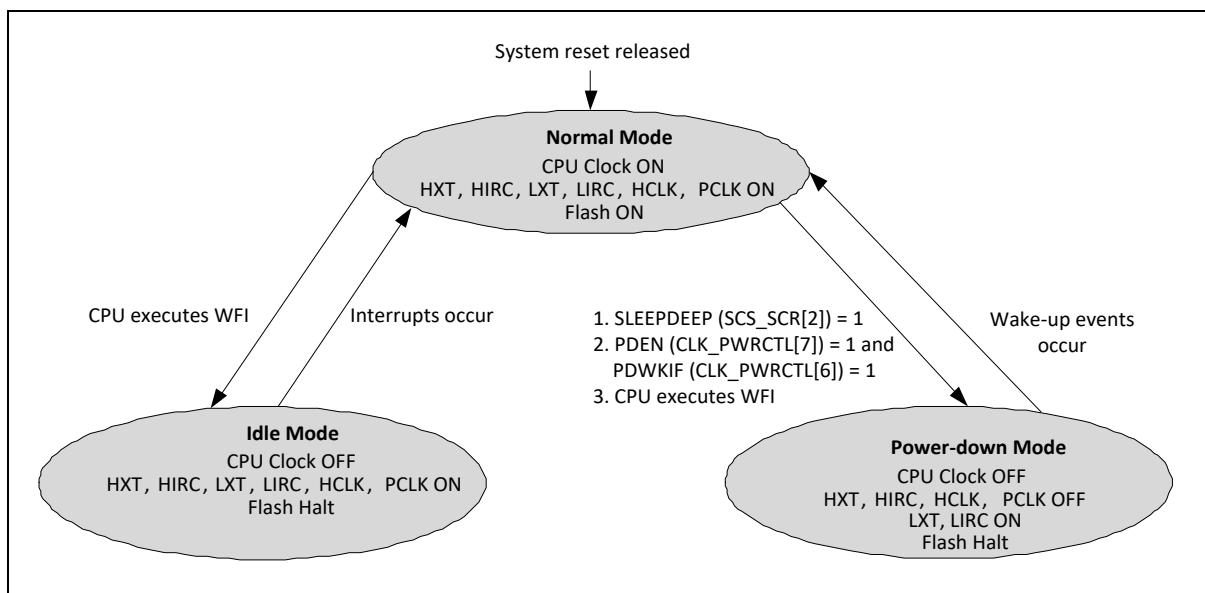 System reset released
Normal Mode
CPU Clock ON
HXT, HIRC, LXT, LIRC, HCLK, PCLK ON
Flash ON
CPU executes WFI
Interrupts occur
1. SLEEPDEEP (SCS_SCR[2]) = 1
2. PDEN (CLK_PWRCTL[7]) = 1 and
PDWKIF (CLK_PWRCTL[6]) = 1
3. CPU executes WFI
Wake-up events
occur
Idle Mode
CPU Clock OFF
HXT, HIRC, LXT, LIRC, HCLK, PCLK ON
Flash Halt
Power-down Mode
CPU Clock OFF
HXT, HIRC, HCLK, PCLK OFF
LXT, LIRC ON
Flash Halt